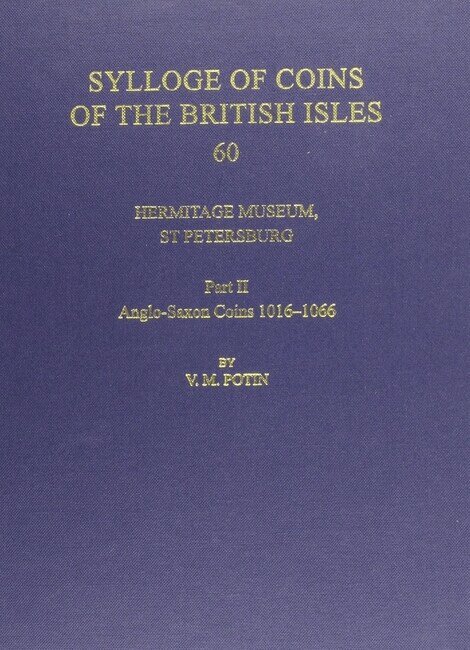 SYLLOGE OF COINS
OF THE BRITISH ISLES
60
HERMITAGE MUSEUM,
ST PETERSBURG
Part II
Anglo-Saxon Coins 1016–1066
BY
V. M. POTIN